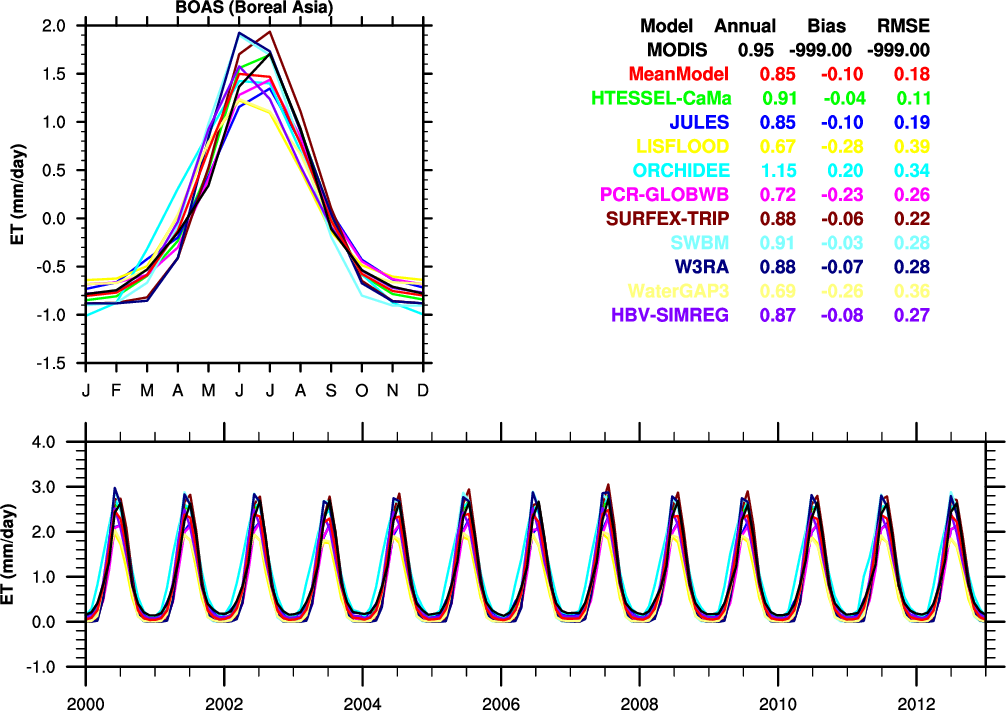 BOAS (Boreal Asia)
2.0
1.5
1.0
0.5
0.0
-0.5
-1.0
-1.5
ET (mm/day)
J F M A M J J A S O N D
Model Annual Bias RMSE
MODIS 0.95 -999.00 -999.00
MeanModel 0.85 -0.10 0.18
HTESSEL-CaMa 0.91 -0.04 0.11
JULES 0.85 -0.10 0.19
LISFLOOD 0.67 -0.28 0.39
ORCHIDEE 1.15 0.20 0.34
PCR-GLOBWB 0.72 -0.23 0.26
SURFEX-TRIP 0.88 -0.06 0.22
SWBM 0.91 -0.03 0.28
W3RA 0.88 -0.07 0.28
WaterGAP3 0.69 -0.26 0.36
HBV-SIMREG 0.87 -0.08 0.27
4.0
3.0
2.0
1.0
0.0
-1.0
ET (mm/day)
2000 2002 2004 2006 2008 2010 2012